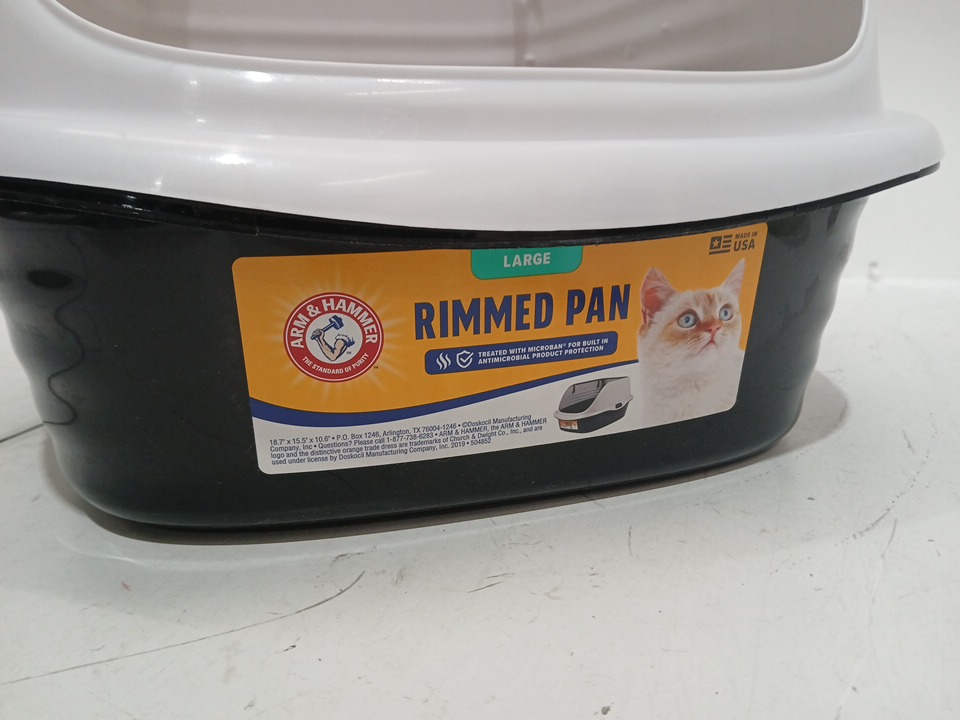 LARGE
MADE IN
USA
ARM & HAMMER
THE STANDARD OF PURITY
™
RIMMED PAN
TREATED WITH MICROBAN® FOR BUILT IN
ANTIMICROBIAL PRODUCT PROTECTION
18.7" x 15.5" x 10.6" • P.O. Box 1246, Arlington, TX 76004-1246 • ©Doskocil Manufacturing
Company, Inc • Questions? Please call 1-877-738-6283 • ARM & HAMMER, the ARM & HAMMER
logo and the distinctive orange trade dress are trademarks of Church & Dwight Co., Inc., and are
used under license by Doskocil Manufacturing Company, Inc. 2019 • 504852